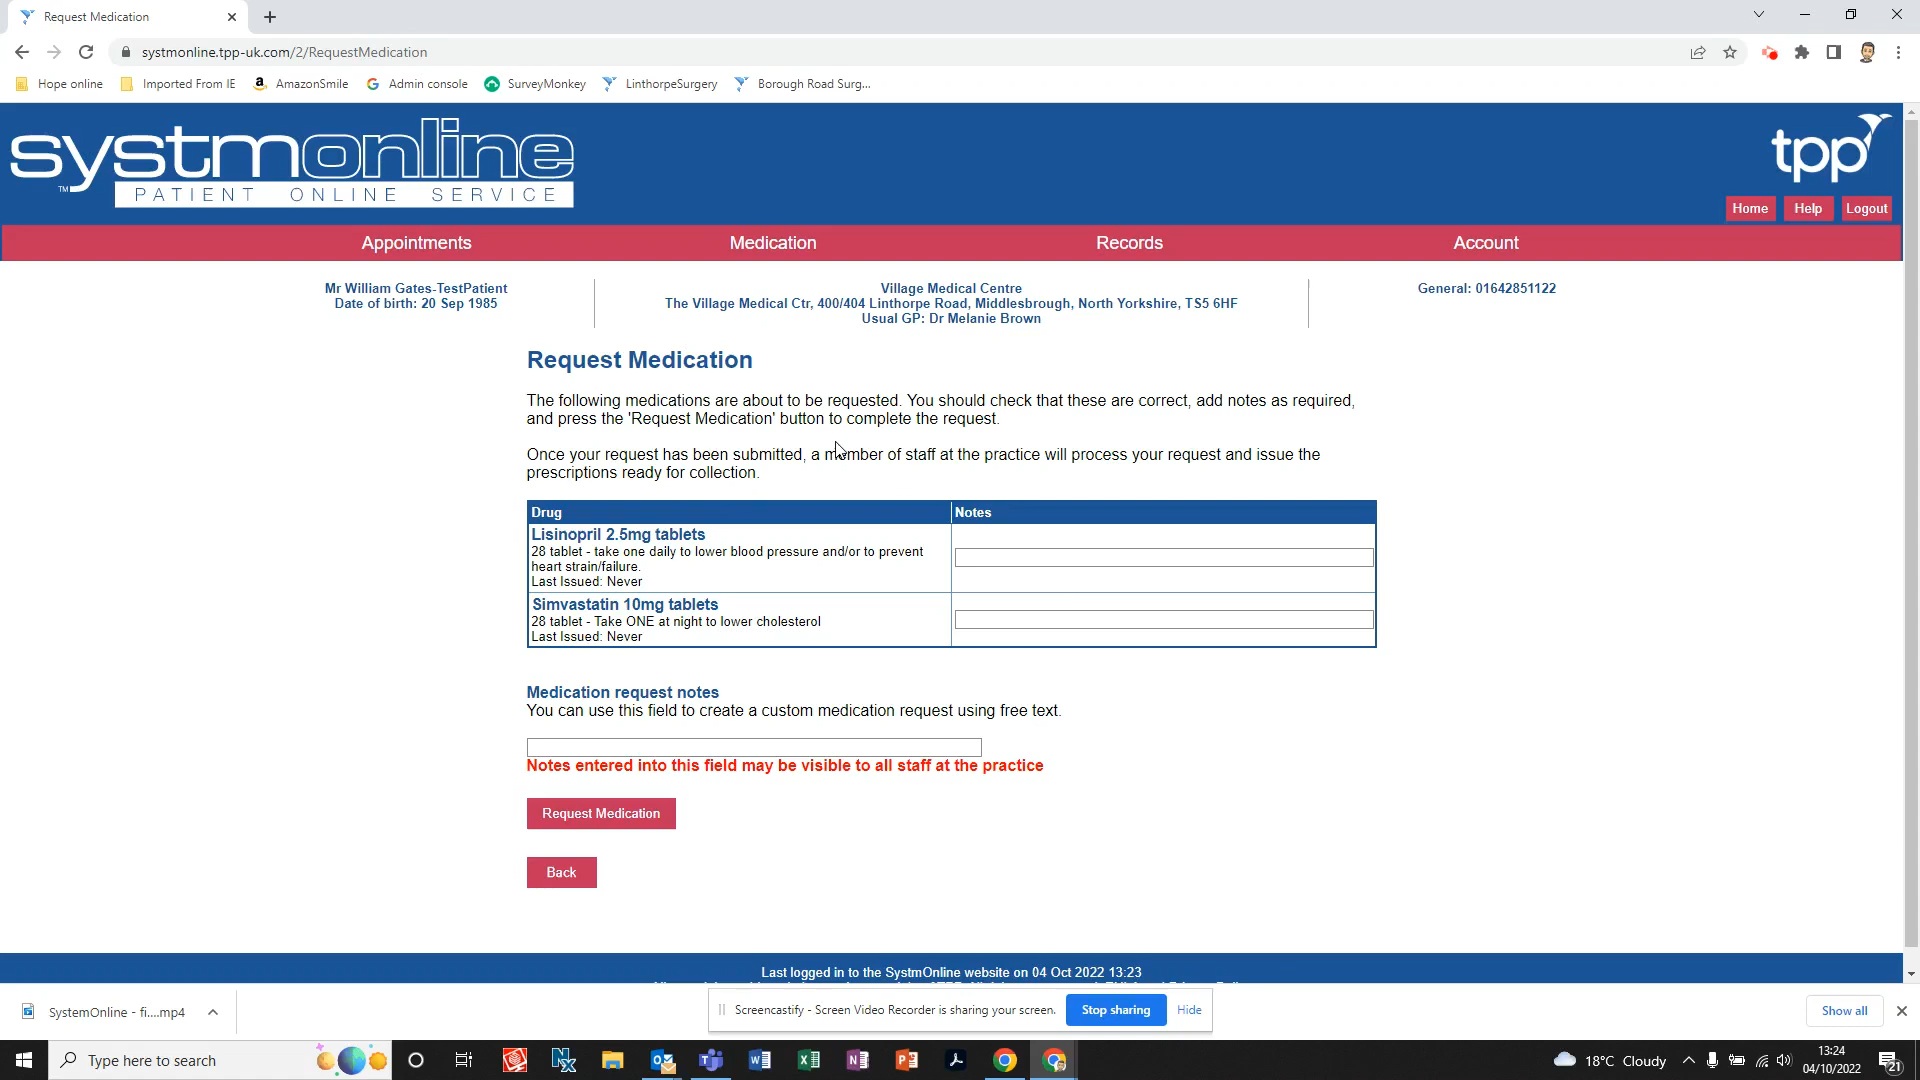 Request Medication
systmonline.tpp-uk.com/2/RequestMedication
Hope online
Imported From IE
AmazonSmile
Admin console
SurveyMonkey
LinthorpeSurgery
Borough Road Surg...
systmonline
TM
PATIENT ONLINE SERVICE
tpp
Home
Help
Logout
Appointments
Medication
Records
Account
Mr William Gates-TestPatient
Date of birth: 20 Sep 1985
Village Medical Centre
The Village Medical Ctr, 400/404 Linthorpe Road, Middlesbrough, North Yorkshire, TS5 6HF
Usual GP: Dr Melanie Brown
General: 01642851122
Request Medication
The following medications are about to be requested. You should check that these are correct, add notes as required,
and press the 'Request Medication' button to complete the request.
Once your request has been submitted, a member of staff at the practice will process your request and issue the
prescriptions ready for collection.
Drug
Notes
Lisinopril 2.5mg tablets
28 tablet - take one daily to lower blood pressure and/or to prevent
heart strain/failure.
Last Issued: Never
Simvastatin 10mg tablets
28 tablet - Take ONE at night to lower cholesterol
Last Issued: Never
Medication request notes
You can use this field to create a custom medication request using free text.
Notes entered into this field may be visible to all staff at the practice
Request Medication
Back
Last logged in to the SystmOnline website on 04 Oct 2022 13:23
SystemOnline - fi....mp4
Screencastify - Screen Video Recorder is sharing your screen.
Stop sharing
Hide
Show all
Type here to search
18°C Cloudy
13:24
04/10/2022
21